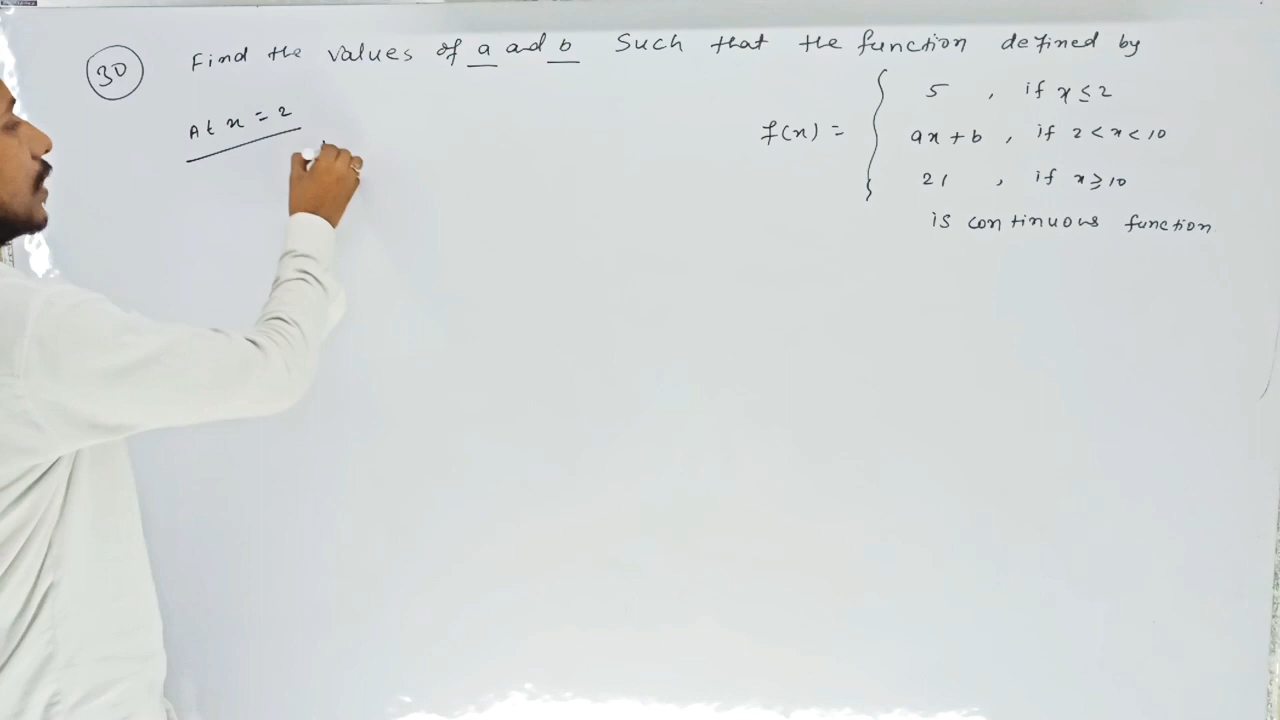 30 Find the values of a and b such that the function defined by
At x = 2
f(x) = { 5 , if x ≤ 2
ax + b , if 2 < x < 10
21 , if x ≥ 10
is continuous function